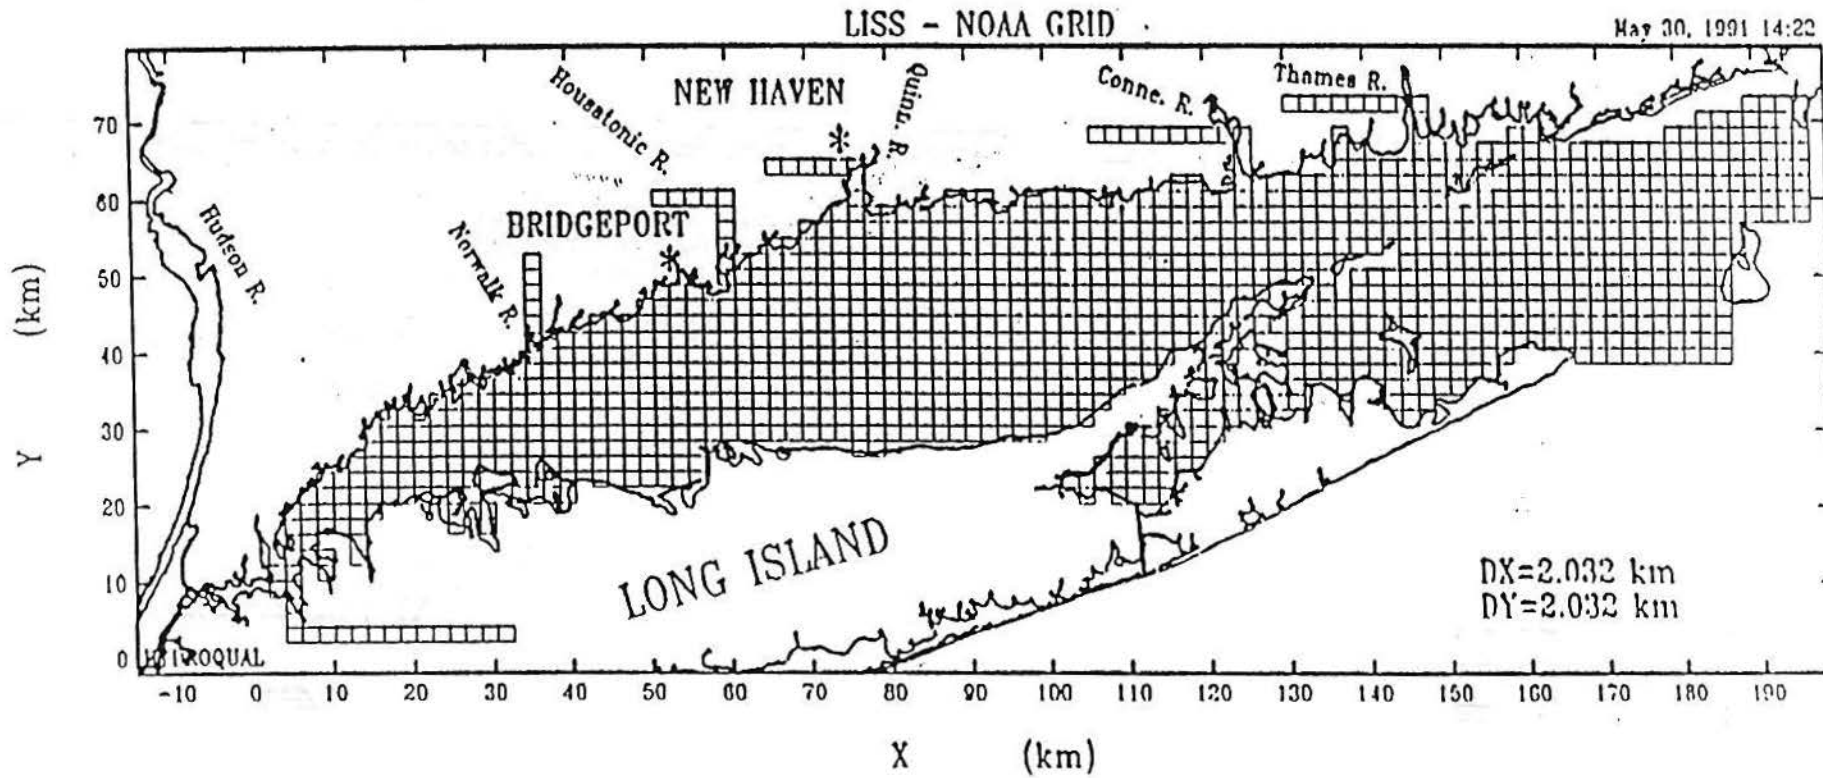 LISS - NOAA GRID
May 30, 1991 14:22
Housatonic R.
NEW HAVEN
Quinn. R.
Conne. R.
Thames R.
Hudson R.
Norwalk R.
BRIDGEPORT
70
60
50
40
30
20
10
0
Y (km)
LONG ISLAND
DX=2.032 km
DY=2.032 km
-10 0 10 20 30 40 50 60 70 80 90 100 110 120 130 140 150 160 170 180 190
X (km)